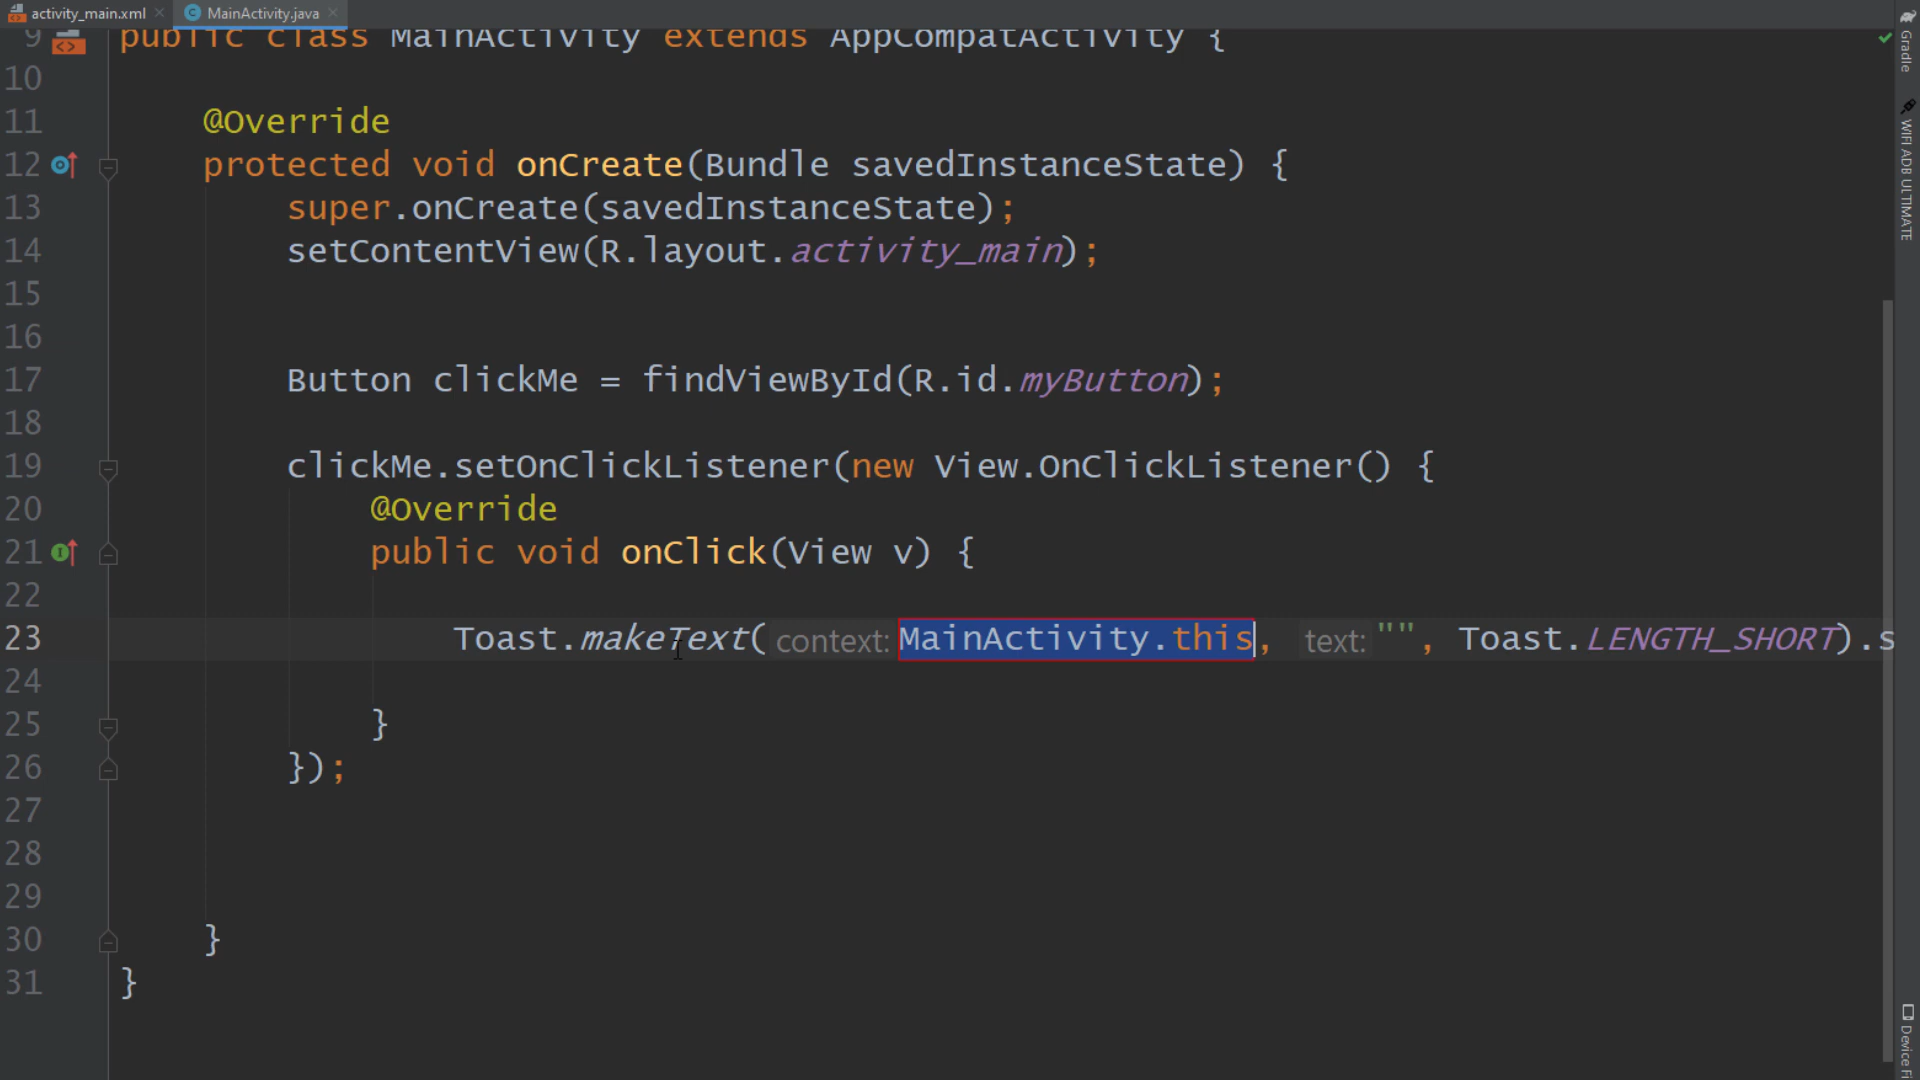 activity_main.xml MainActivity.java
9 public class MainActivity extends AppCompatActivity {
10
11 @Override
12 protected void onCreate(Bundle savedInstanceState) {
13 super.onCreate(savedInstanceState);
14 setContentView(R.layout.activity_main);
15
16
17 Button clickMe = findViewById(R.id.myButton);
18
19 clickMe.setOnClickListener(new View.OnClickListener() {
20 @Override
21 public void onClick(View v) {
22
23 Toast.makeText( context: MainActivity.this, text: "", Toast.LENGTH_SHORT).s
24
25 }
26 });
27
28
29
30 }
31 }
Gradle
WIFI ADB ULTIMATE
Device Fi